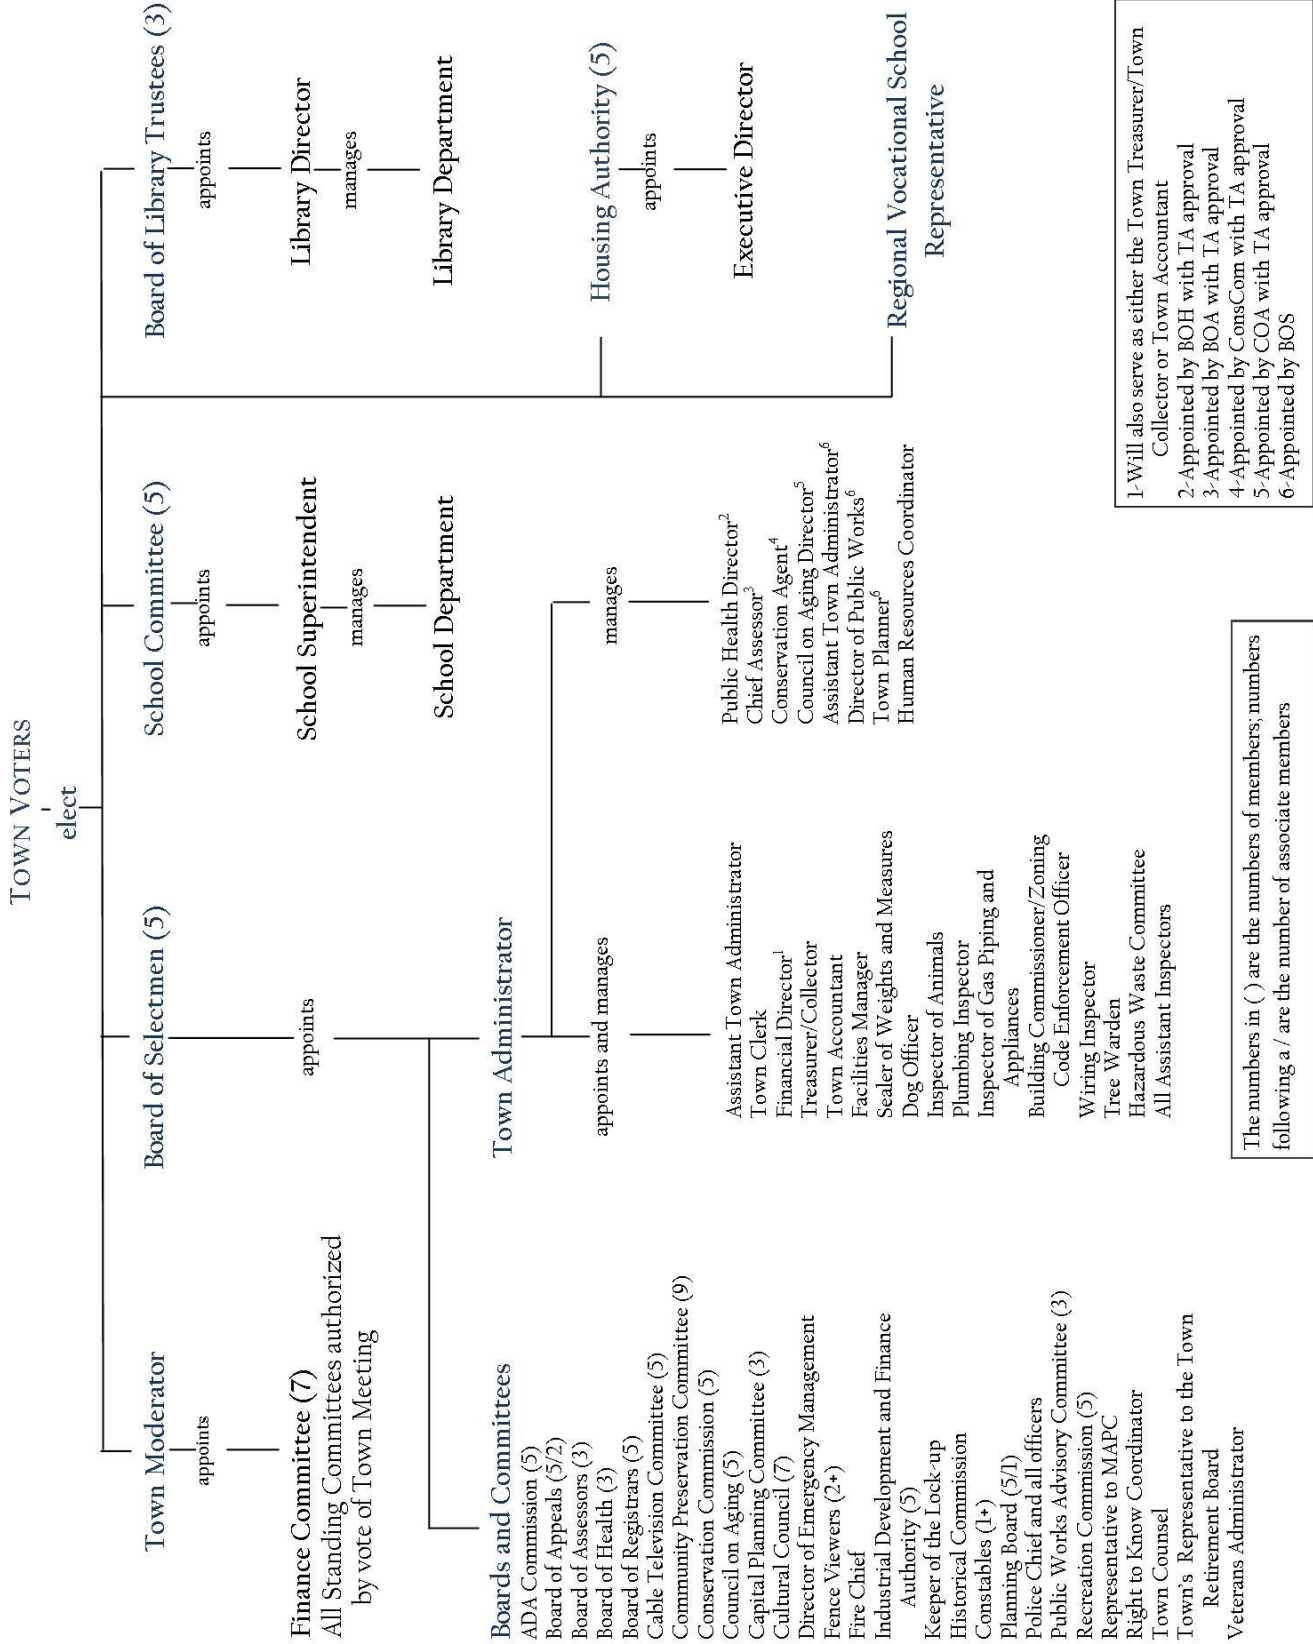 TOWN VOTERS
elect
Town Moderator
appoints
Finance Committee (7)
All Standing Committees authorized
by vote of Town Meeting
Board of Selectmen (5)
appoints
Boards and Committees
ADA Commission (5)
Board of Appeals (5/2)
Board of Assessors (3)
Board of Health (3)
Board of Registrars (5)
Cable Television Committee (5)
Community Preservation Committee (9)
Conservation Commission (5)
Council on Aging (5)
Capital Planning Committee (3)
Cultural Council (7)
Director of Emergency Management
Fence Viewers (2+)
Fire Chief
Industrial Development and Finance
Authority (5)
Keeper of the Lock-up
Historical Commission
Constables (1+)
Planning Board (5/1)
Police Chief and all officers
Public Works Advisory Committee (3)
Recreation Commission (5)
Representative to MAPC
Right to Know Coordinator
Town Counsel
Town's Representative to the Town
Retirement Board
Veterans Administrator
Town Administrator
appoints and manages
Assistant Town Administrator
Town Clerk
Financial Director¹
Treasurer/Collector
Town Accountant
Facilities Manager
Sealer of Weights and Measures
Dog Officer
Inspector of Animals
Plumbing Inspector
Inspector of Gas Piping and
Appliances
Building Commissioner/Zoning
Code Enforcement Officer
Wiring Inspector
Tree Warden
Hazardous Waste Committee
All Assistant Inspectors
manages
Public Health Director²
Chief Assessor³
Conservation Agent⁴
Council on Aging Director⁵
Assistant Town Administrator⁶
Director of Public Works⁶
Town Planner⁶
Human Resources Coordinator
School Committee (5)
appoints
School Superintendent
manages
School Department
Board of Library Trustees (3)
appoints
Library Director
manages
Library Department
Housing Authority (5)
appoints
Executive Director
Regional Vocational School
Representative
The numbers in ( ) are the numbers of members; numbers
following a / are the number of associate members
1-Will also serve as either the Town Treasurer/Town
Collector or Town Accountant
2-Appointed by BOH with TA approval
3-Appointed by BOA with TA approval
4-Appointed by ConsCom with TA approval
5-Appointed by COA with TA approval
6-Appointed by BOS